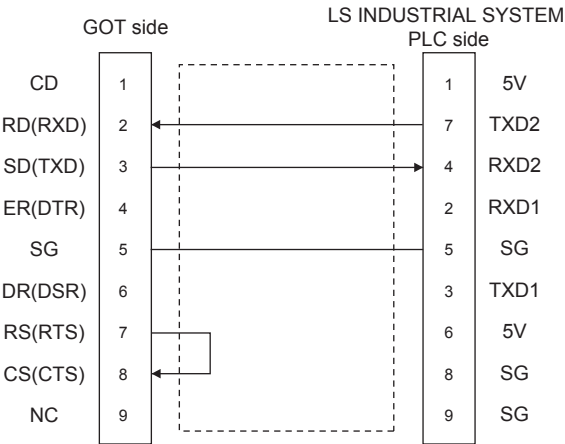 GOT side
LS INDUSTRIAL SYSTEM
PLC side
CD 1 1 5V
RD(RXD) 2 7 TXD2
SD(TXD) 3 4 RXD2
ER(DTR) 4 2 RXD1
SG 5 5 SG
DR(DSR) 6 3 TXD1
RS(RTS) 7 6 5V
CS(CTS) 8 8 SG
NC 9 9 SG